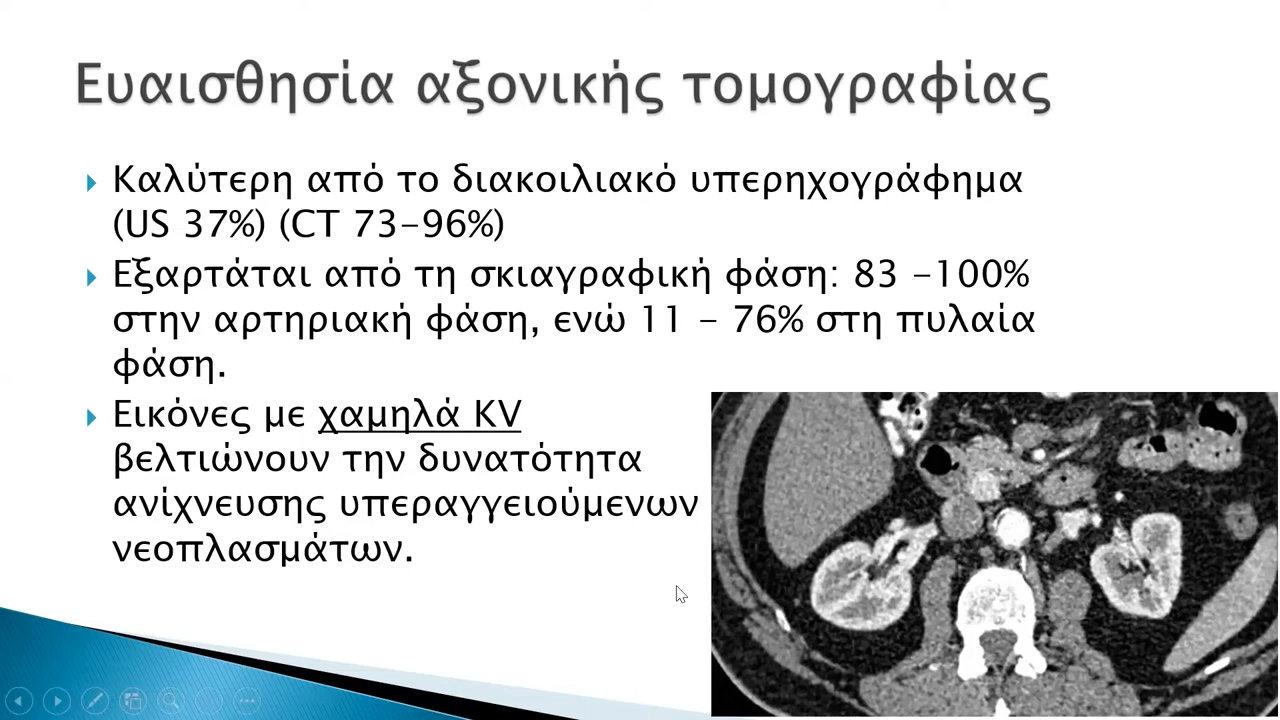 Ευαισθησία αξονικής τομογραφίας
Καλύτερη από το διακοιλιακό υπερηχογράφημα
(US 37%) (CT 73-96%)
Εξαρτάται από τη σκιαγραφική φάση: 83 -100%
στην αρτηριακή φάση, ενώ 11 - 76% στη πυλαία
φάση.
Εικόνες με χαμηλά KV
βελτιώνουν την δυνατότητα
ανίχνευσης υπεραγγειούμενων
νεοπλασμάτων.